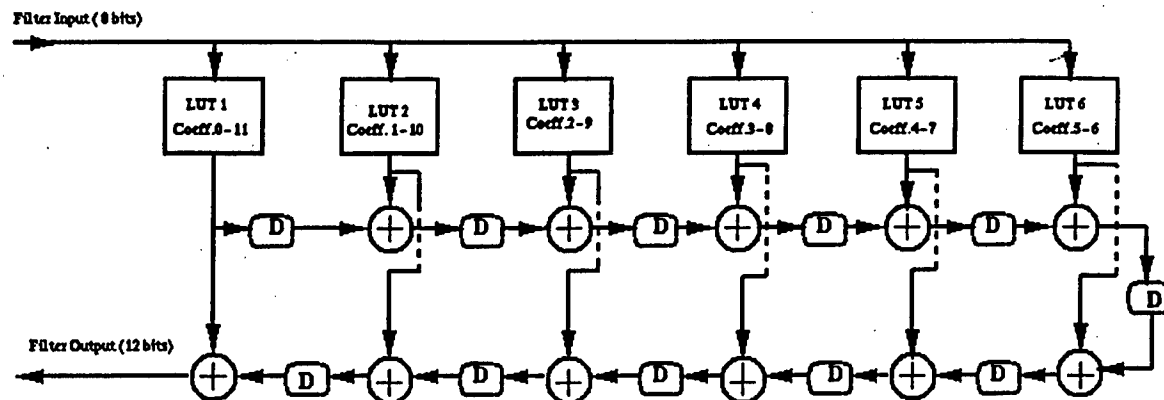 Filter Input (8 bits)
LUT 1
Coeff.0-11
LUT 2
Coeff.1-10
LUT 3
Coeff.2-9
LUT 4
Coeff.3-8
LUT 5
Coeff.4-7
LUT 6
Coeff.5-6
D
D
D
D
D
D
Filter Output (12 bits)
D
D
D
D
D